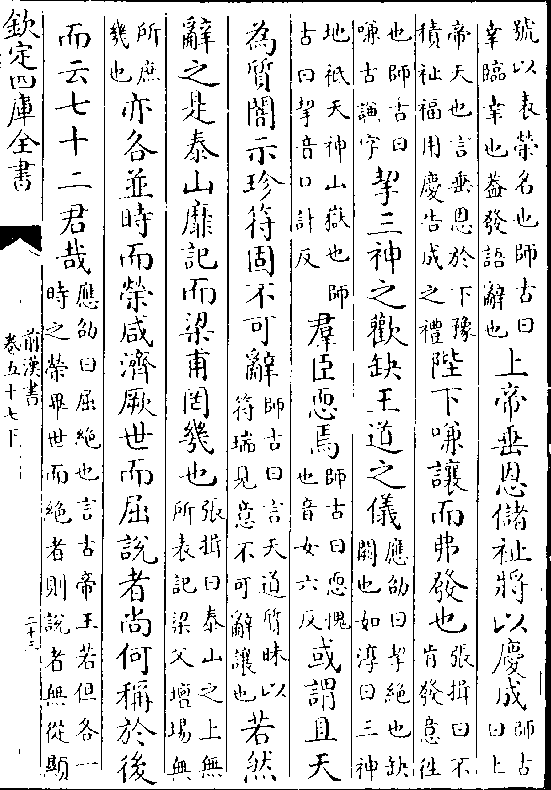 號以表榮名也師古曰
幸臨幸也蓋發語辭也
上帝垂恩儲祉將以慶成
師古
曰上
帝天也言垂恩於下豫
積祉福用慶告成之禮
陛下嗛讓而弗發也
張揖曰不
肯發意往
也師古曰
嗛古謙字
挈三神之歡缺王道之儀
應劭曰挈絶也缺
闕也如淳曰三神
地祇天神山嶽也師
古曰挈音口計反
羣臣恧焉
師古曰恧愧
也音女六反
或謂且天
為質闇示珍符固不可辭
師古曰言天道質昧以
符瑞見意不可辭讓也
若然
辭之是泰山靡記而梁甫罔幾也
張揖曰泰山之上無
所表記梁父壇場無
所庶
幾也
亦各並時而榮咸濟厥世而屈說者尚何稱於後
而云七十二君哉
應劭曰屈絶也言古帝王若但各一
時之榮畢世而絶者則說者無從顯
欽定四庫全書
前漢書
卷五十七下
二十三